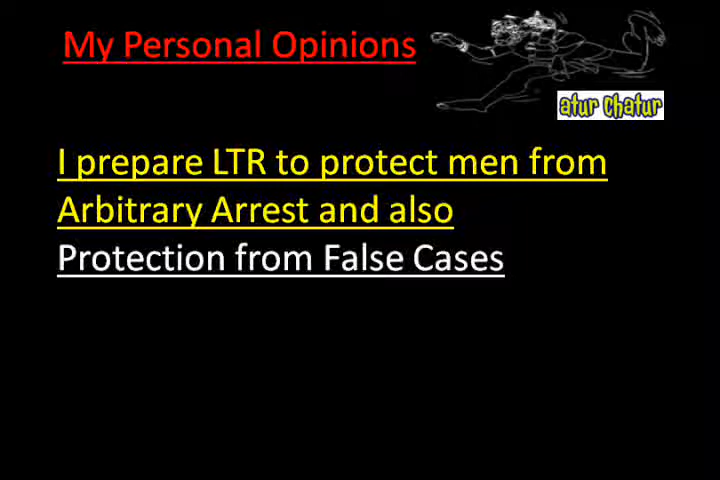 My Personal Opinions
atur chatur
I prepare LTR to protect men from
Arbitrary Arrest and also
Protection from False Cases